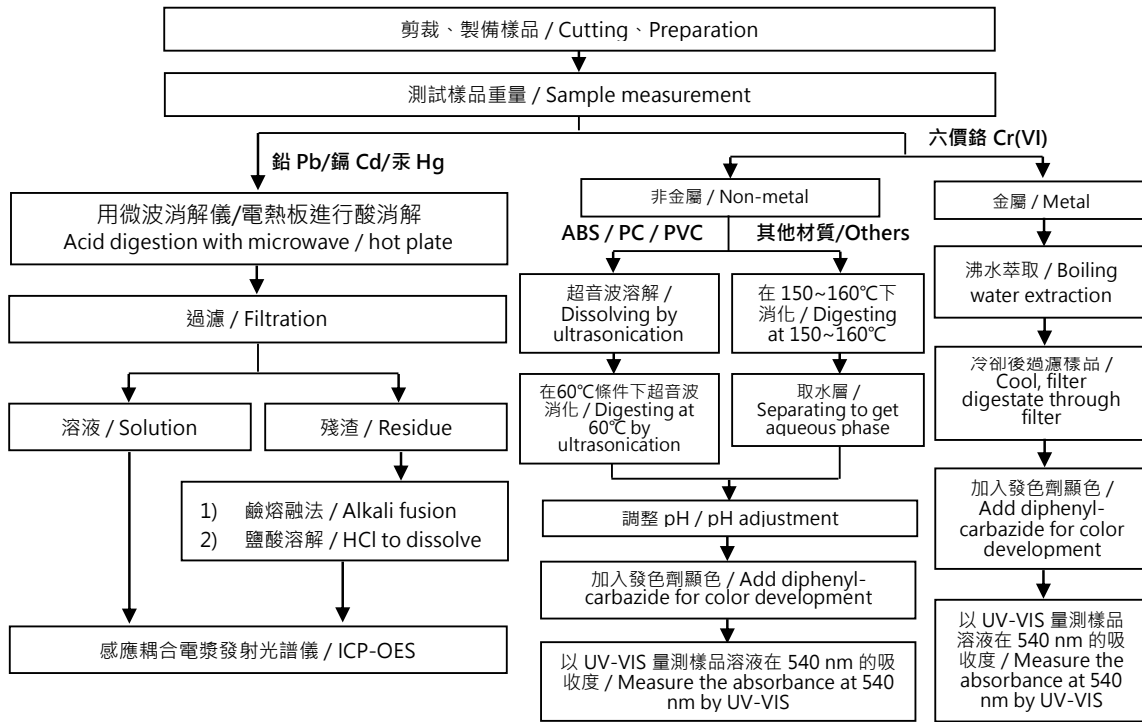 剪裁、製備樣品 / Cutting、Preparation
測試樣品重量 / Sample measurement
鉛 Pb/鎘 Cd/汞 Hg
六價鉻 Cr(VI)
用微波消解儀/電熱板進行酸消解
Acid digestion with microwave / hot plate
過濾 / Filtration
溶液 / Solution
殘渣 / Residue
1) 鹼熔融法 / Alkali fusion
2) 鹽酸溶解 / HCl to dissolve
感應耦合電漿發射光譜儀 / ICP-OES
非金屬 / Non-metal
ABS / PC / PVC
其他材質/Others
超音波溶解 /
Dissolving by
ultrasonication
在 150~160℃下
消化 / Digesting
at 150~160℃
在60℃條件下超音波
消化 / Digesting at
60℃ by
ultrasonication
取水層 /
Separating to get
aqueous phase
調整 pH / pH adjustment
加入發色劑顯色 / Add diphenyl-
carbazide for color development
以 UV-VIS 量測樣品溶液在 540 nm 的吸
收度 / Measure the absorbance at 540
nm by UV-VIS
金屬 / Metal
沸水萃取 / Boiling
water extraction
冷卻後過濾樣品 /
Cool, filter
digestate through
filter
加入發色劑顯色 /
Add diphenyl-
carbazide for color
development
以 UV-VIS 量測樣品
溶液在 540 nm 的吸
收度 / Measure the
absorbance at 540
nm by UV-VIS